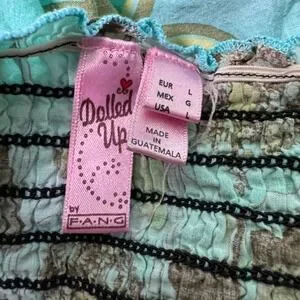 Dolled
Up
by
F·A·N·G
EUR L
MEX G
USA L
MADE IN
GUATEMALA